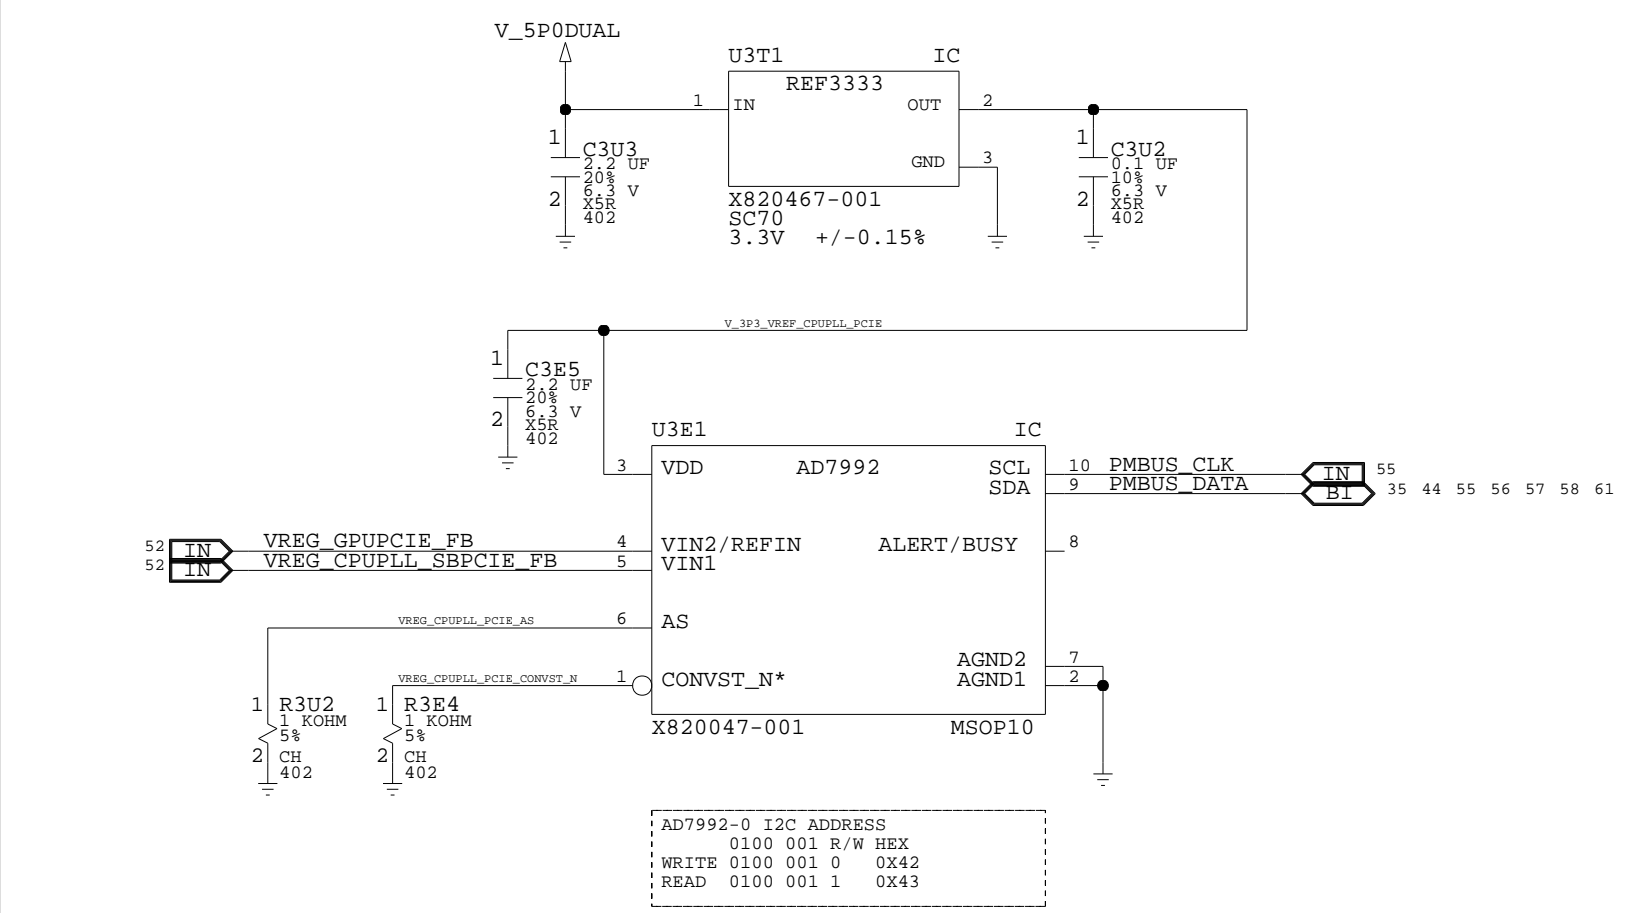 V_5P0DUAL
U3T1 IC
REF3333
1 IN OUT 2
GND 3
1 C3U3
2.2 UF
20%
6.3 V
2 X5R
402
1 C3U2
0.1 UF
10%
6.3 V
2 X5R
402
X820467-001
SC70
3.3V +/-0.15%
V_3P3_VREF_CPUPLL_PCIE
1 C3E5
2.2 UF
20%
6.3 V
2 X5R
402
U3E1 IC
3 VDD AD7992 SCL 10 PMBUS_CLK IN 55
SDA 9 PMBUS_DATA BI 35 44 55 56 57 58 61
52 IN VREG_GPUPCIE_FB 4 VIN2/REFIN ALERT/BUSY 8
52 IN VREG_CPUPLL_SBPCIE_FB 5 VIN1
VREG_CPUPLL_PCIE_AS 6 AS
AGND2 7
VREG_CPUPLL_PCIE_CONVST_N 1 CONVST_N* AGND1 2
1 R3U2
1 KOHM
5%
2 CH
402
1 R3E4
1 KOHM
5%
2 CH
402
X820047-001 MSOP10
AD7992-0 I2C ADDRESS
0100 001 R/W HEX
WRITE 0100 001 0 0X42
READ 0100 001 1 0X43